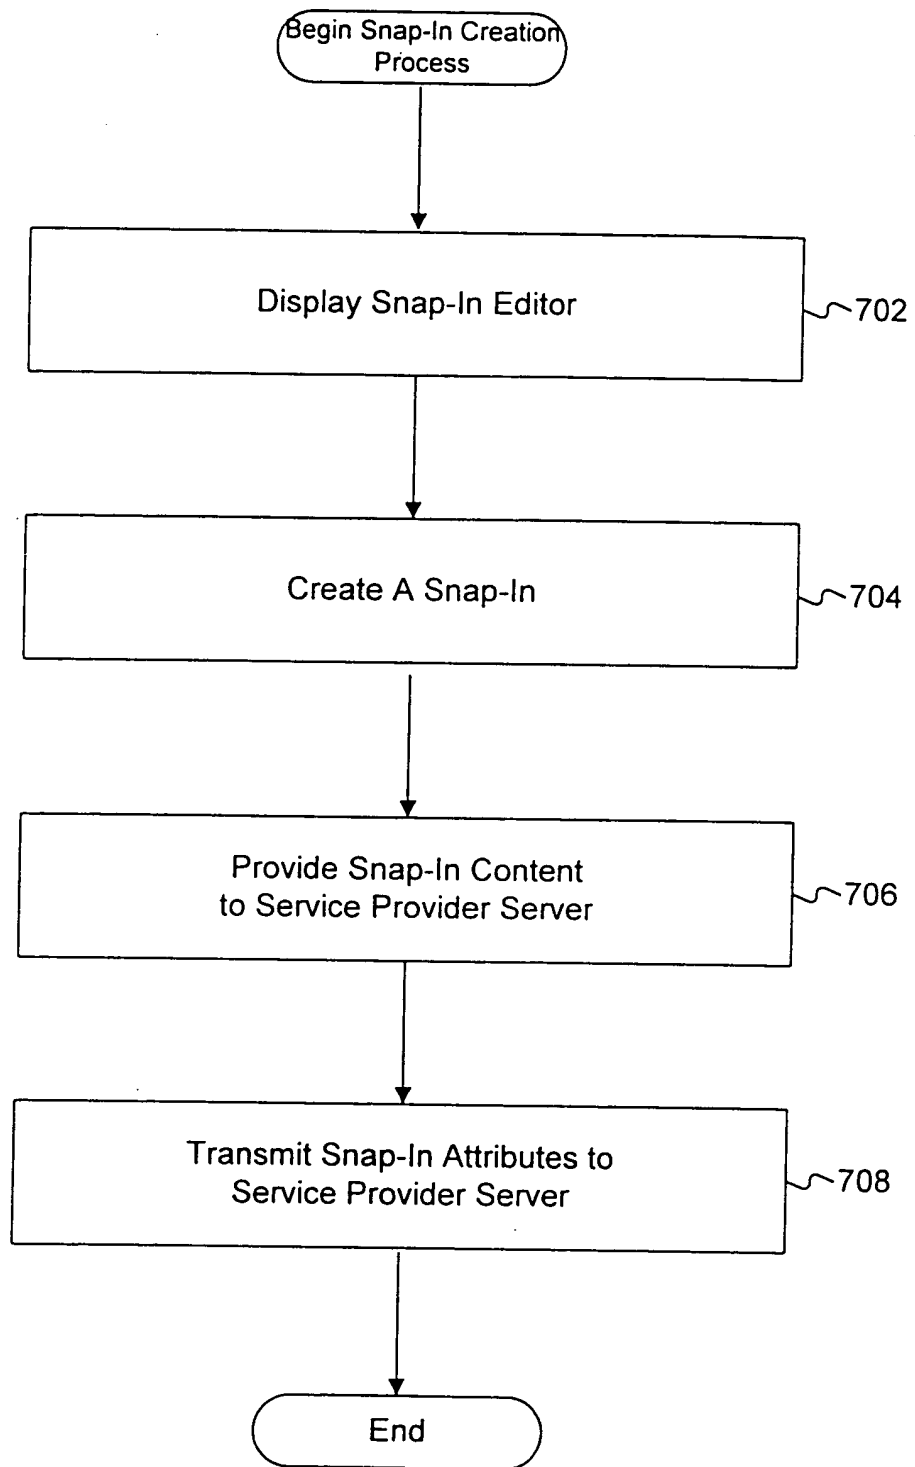 Begin Snap-In Creation
Process
Display Snap-In Editor
702
Create A Snap-In
704
Provide Snap-In Content
to Service Provider Server
706
Transmit Snap-In Attributes to
Service Provider Server
708
End